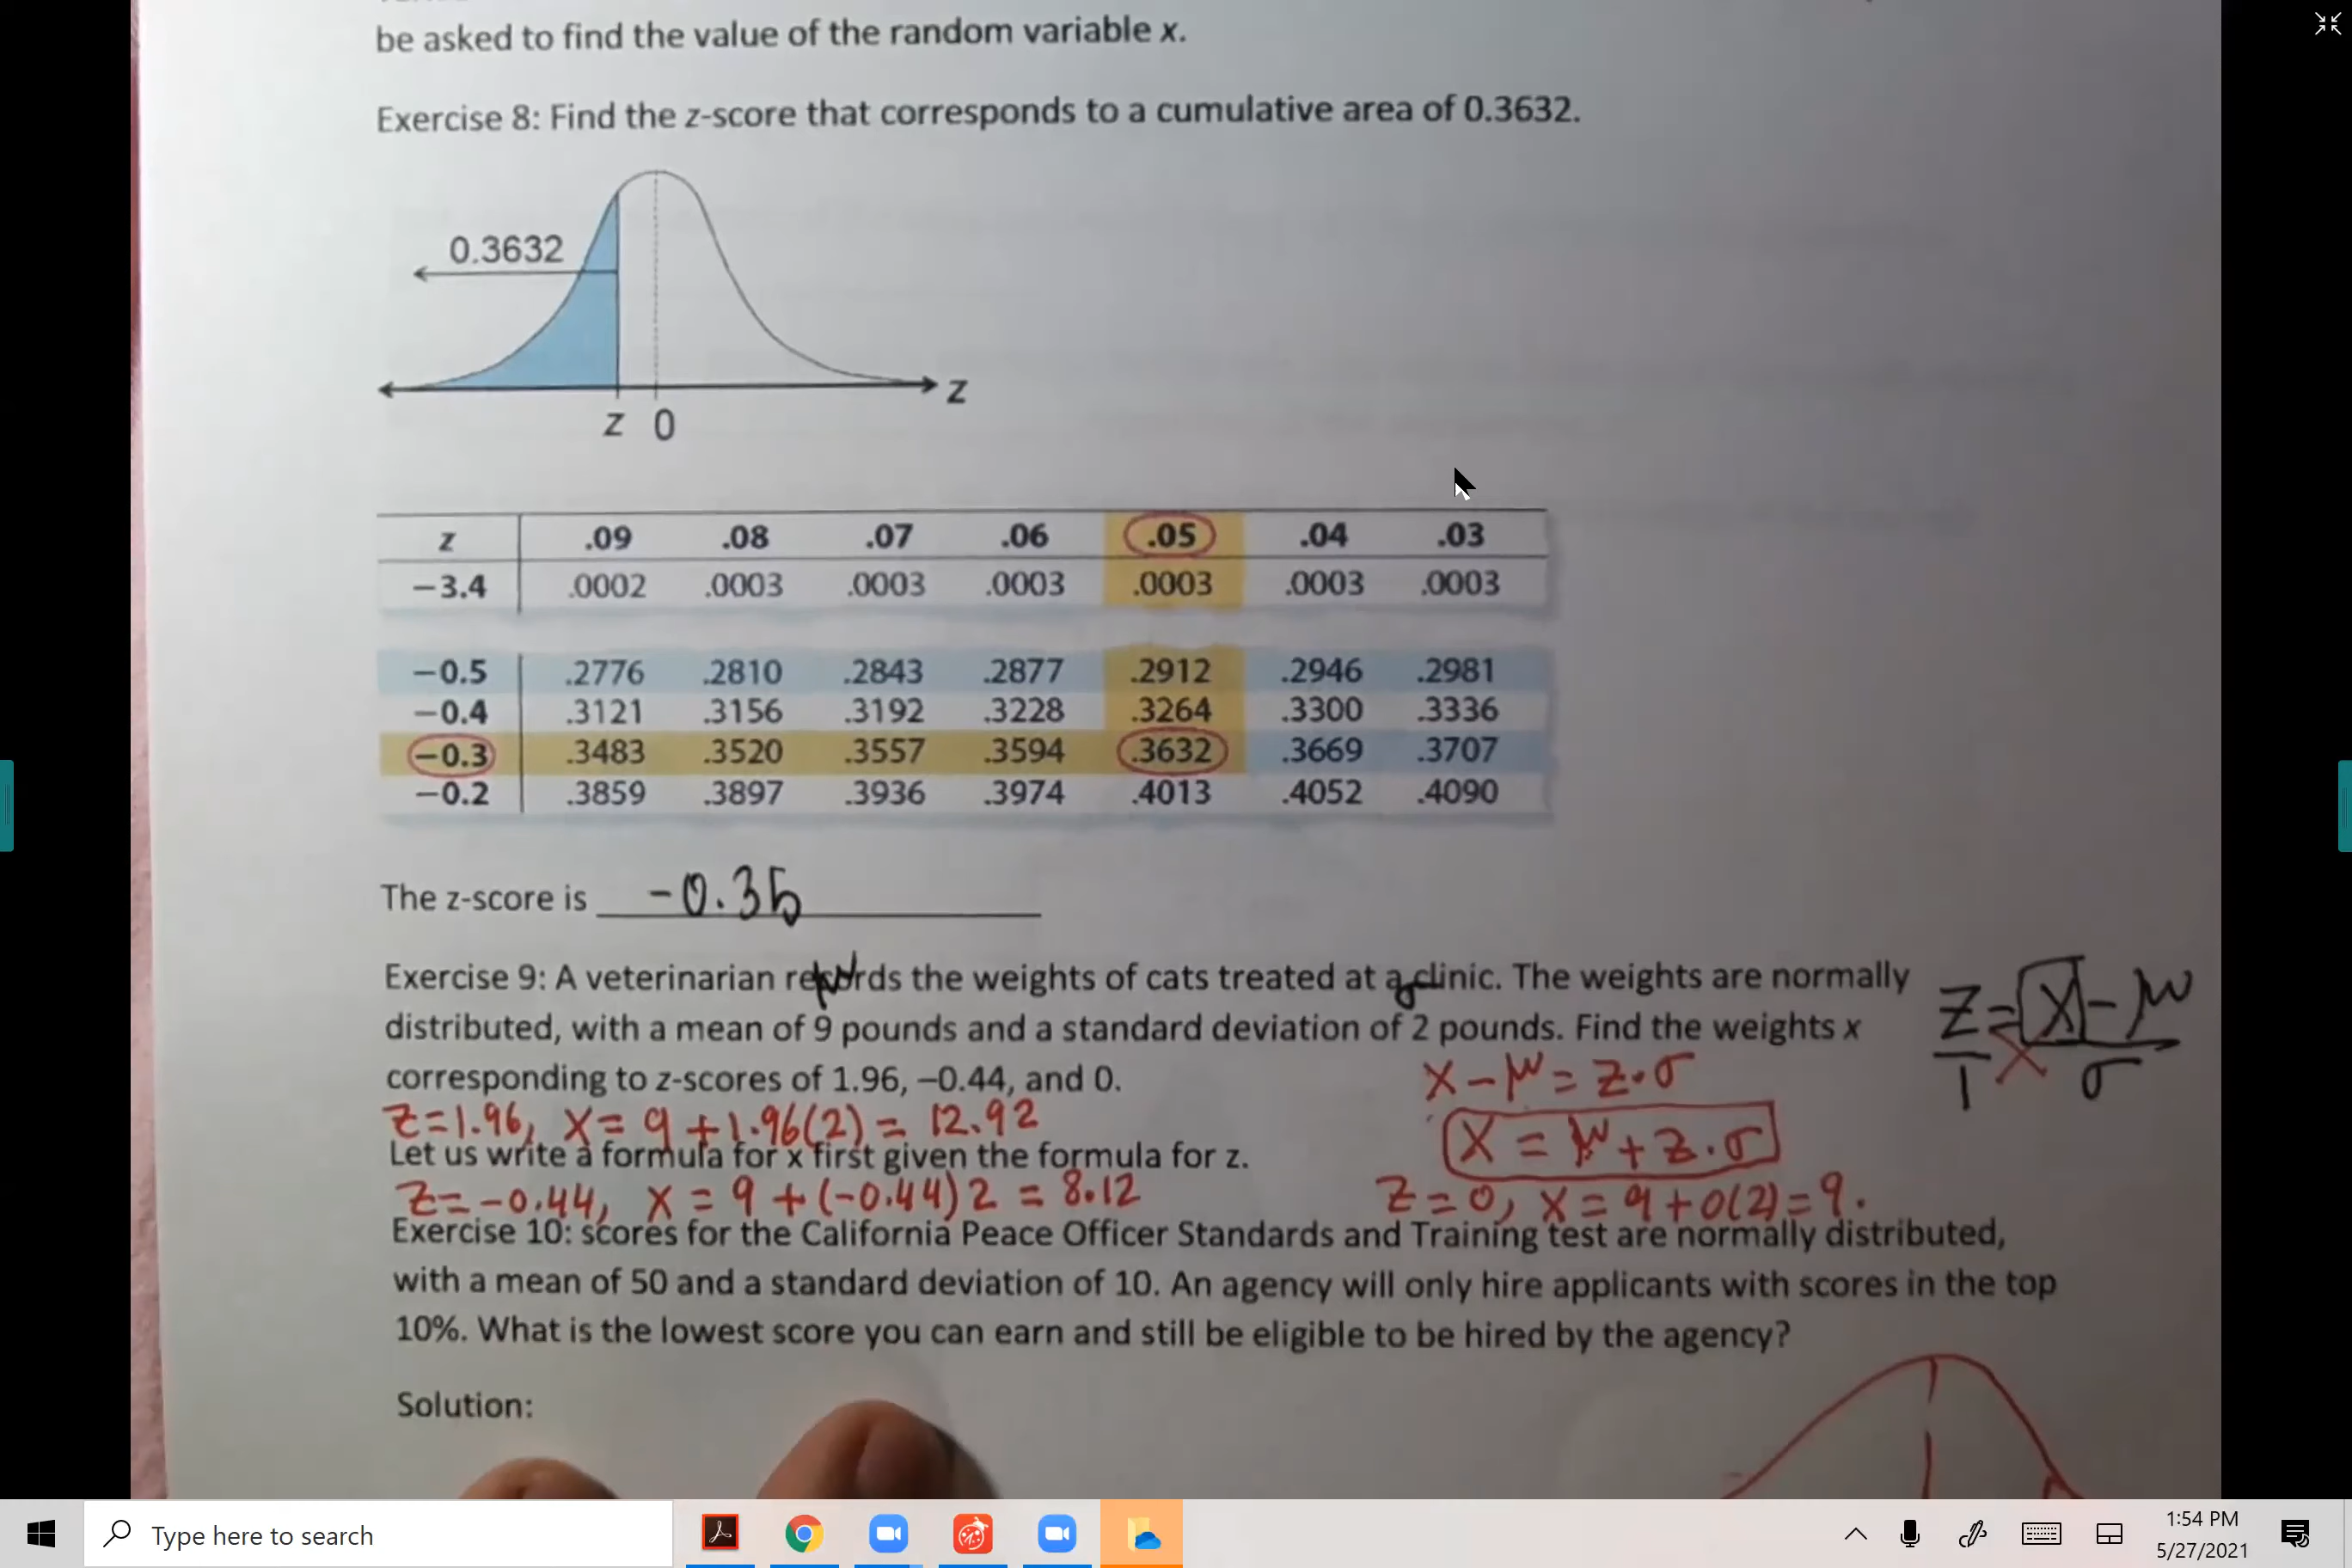 be asked to find the value of the random variable x.
Exercise 8: Find the z-score that corresponds to a cumulative area of 0.3632.
0.3632
z
z 0
z .09 .08 .07 .06 .05 .04 .03
−3.4 .0002 .0003 .0003 .0003 .0003 .0003 .0003
−0.5 .2776 .2810 .2843 .2877 .2912 .2946 .2981
−0.4 .3121 .3156 .3192 .3228 .3264 .3300 .3336
−0.3 .3483 .3520 .3557 .3594 .3632 .3669 .3707
−0.2 .3859 .3897 .3936 .3974 .4013 .4052 .4090
The z-score is -0.35
μ σ
Exercise 9: A veterinarian records the weights of cats treated at a clinic. The weights are normally
distributed, with a mean of 9 pounds and a standard deviation of 2 pounds. Find the weights x
corresponding to z-scores of 1.96, –0.44, and 0.
z/1 = (x - μ)/σ
x - μ = z·σ
z=1.96, x= 9 +1.96(2) = 12.92
x = μ + z.σ
Let us write a formula for x first given the formula for z.
z= -0.44, x = 9 + (-0.44) 2 = 8.12
z = 0, x = 9 + 0(2) = 9.
Exercise 10: scores for the California Peace Officer Standards and Training test are normally distributed,
with a mean of 50 and a standard deviation of 10. An agency will only hire applicants with scores in the top
10%. What is the lowest score you can earn and still be eligible to be hired by the agency?
Solution:
Type here to search
1:54 PM
5/27/2021